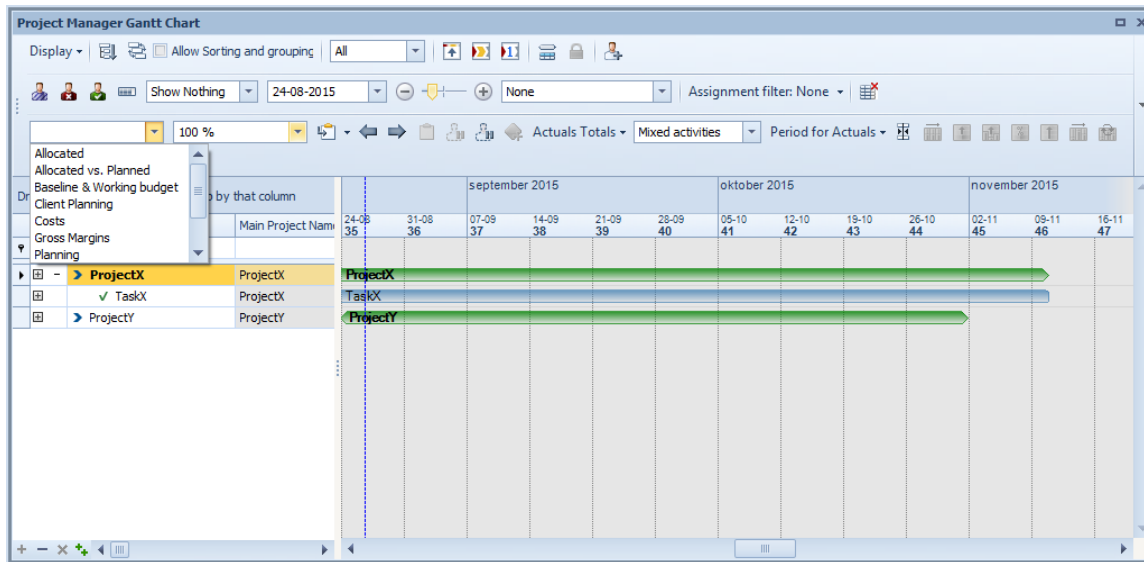 Project Manager Gantt Chart
Display Allow Sorting and grouping All
Show Nothing 24-08-2015 None Assignment filter: None
100 % Actuals Totals Mixed activities Period for Actuals
Allocated
Allocated vs. Planned
Baseline & Working budget
Client Planning
Costs
Gross Margins
Planning
Dr by that column
Main Project Nam
september 2015 oktober 2015 november 2015
24-08 31-08 07-09 14-09 21-09 28-09 05-10 12-10 19-10 26-10 02-11 09-11 16-11
35 36 37 38 39 40 41 42 43 44 45 46 47
ProjectX ProjectX ProjectX
TaskX ProjectX TaskX
ProjectY ProjectY ProjectY